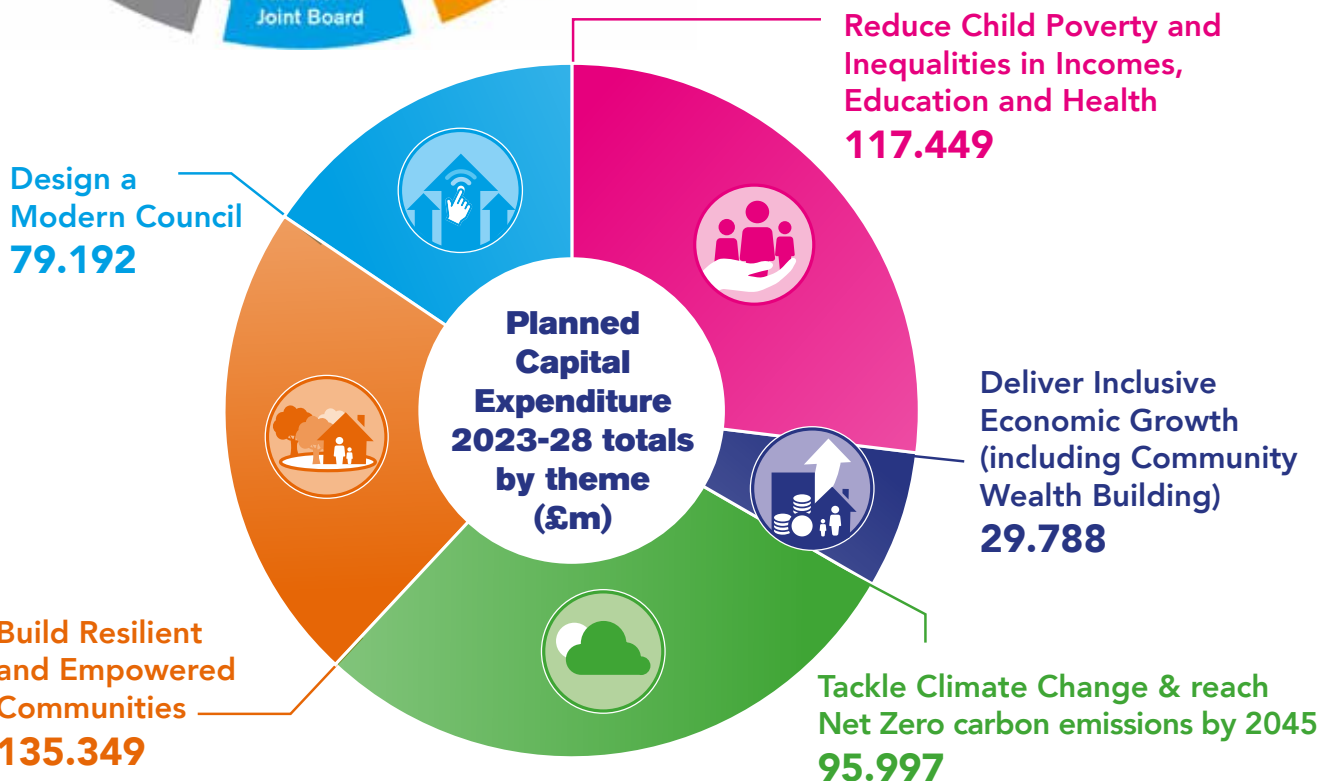 Joint Board
Reduce Child Poverty and
Inequalities in Incomes,
Education and Health
117.449
Design a
Modern Council
79.192
Planned
Capital
Expenditure
2023-28 totals
by theme
(£m)
Deliver Inclusive
Economic Growth
(including Community
Wealth Building)
29.788
Build Resilient
and Empowered
Communities
135.349
Tackle Climate Change & reach
Net Zero carbon emissions by 2045
95.997